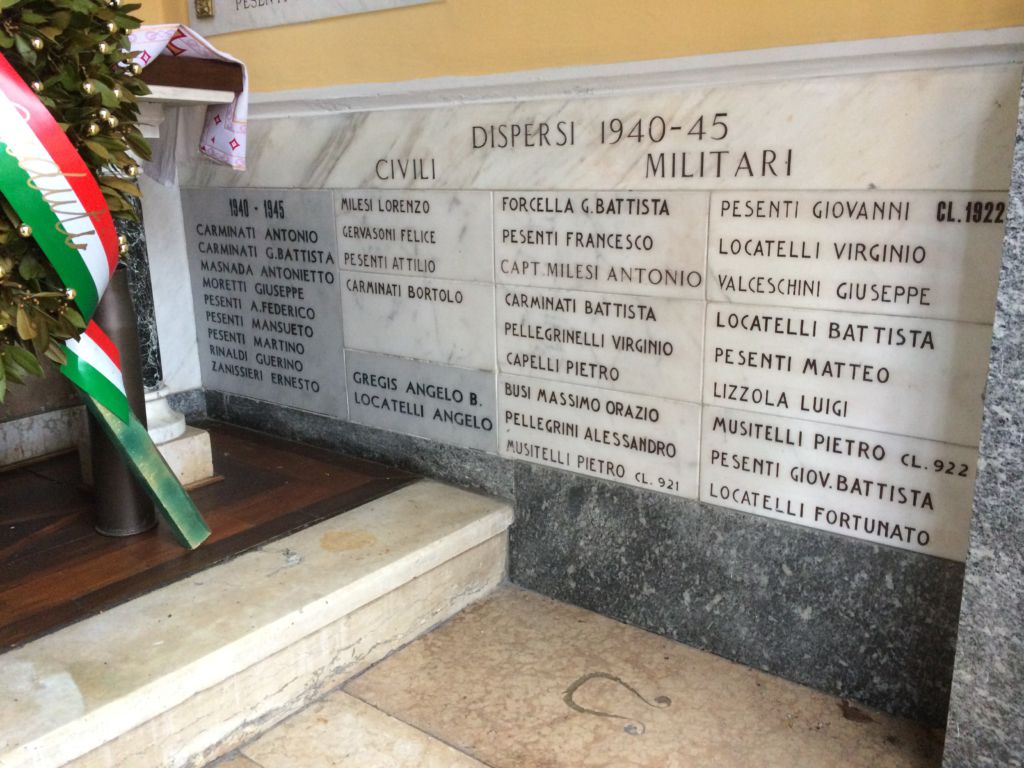 DISPERSI 1940-45
CIVILI
MILITARI
1940 - 1945
CARMINATI ANTONIO
CARMINATI G.BATTISTA
MASNADA ANTONIETTO
MORETTI GIUSEPPE
PESENTI A.FEDERICO
PESENTI MANSUETO
PESENTI MARTINO
RINALDI GUERINO
ZANISSIERI ERNESTO
MILESI LORENZO
GERVASONI FELICE
PESENTI ATTILIO
CARMINATI BORTOLO
GREGIS ANGELO B.
LOCATELLI ANGELO
FORCELLA G.BATTISTA
PESENTI FRANCESCO
CAPT.MILESI ANTONIO
CARMINATI BATTISTA
PELLEGRINELLI VIRGINIO
CAPELLI PIETRO
BUSI MASSIMO ORAZIO
PELLEGRINI ALESSANDRO
MUSITELLI PIETRO CL. 921
PESENTI GIOVANNI CL.1922
LOCATELLI VIRGINIO
VALCESCHINI GIUSEPPE
LOCATELLI BATTISTA
PESENTI MATTEO
LIZZOLA LUIGI
MUSITELLI PIETRO CL. 922
PESENTI GIOV.BATTISTA
LOCATELLI FORTUNATO